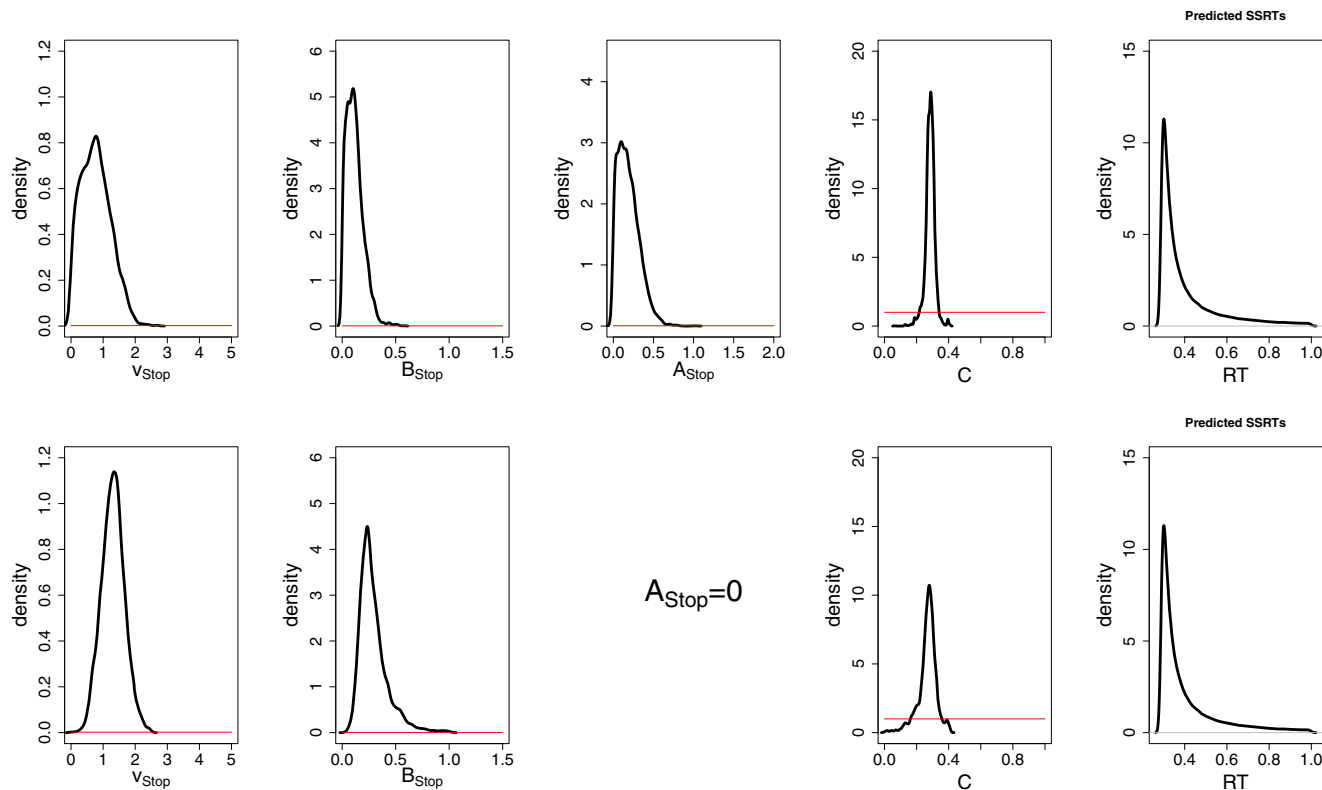 Predicted SSRTs
density
0.0 0.2 0.4 0.6 0.8 1.0 1.2
0 1 2 3 4 5
vStop
density
0 1 2 3 4 5 6
0.0 0.5 1.0 1.5
BStop
density
0 1 2 3 4
0.0 0.5 1.0 1.5 2.0
AStop
density
0 5 10 15 20
0.0 0.4 0.8
C
density
0 5 10 15
0.4 0.6 0.8 1.0
RT
Predicted SSRTs
density
0.0 0.2 0.4 0.6 0.8 1.0 1.2
0 1 2 3 4 5
vStop
density
0 1 2 3 4 5 6
0.0 0.5 1.0 1.5
BStop
AStop=0
density
0 5 10 15 20
0.0 0.4 0.8
C
density
0 5 10 15
0.4 0.6 0.8 1.0
RT